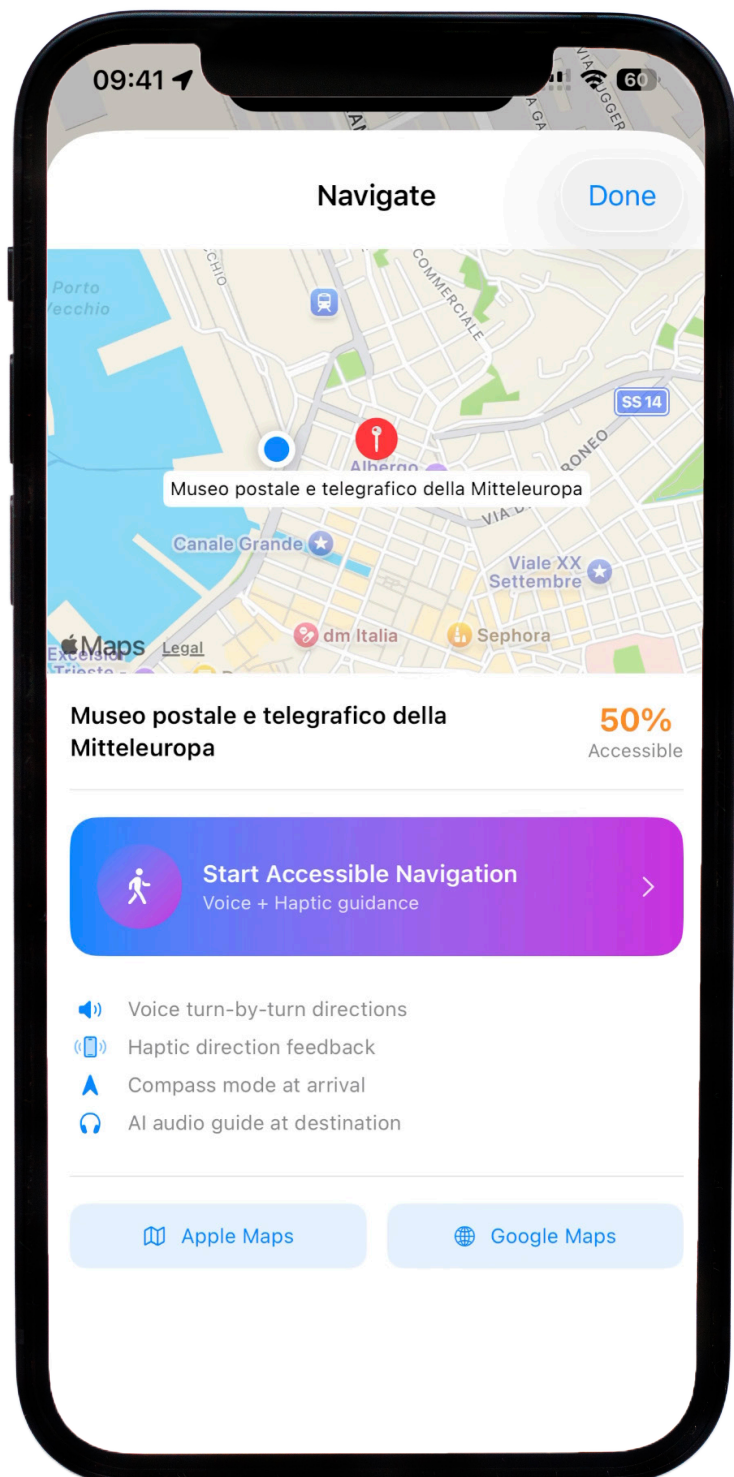 09:41
60
Navigate
Done
Porto
Vecchio
COMMERCIALE
SS 14
Albergo
Museo postale e telegrafico della Mitteleuropa
Canale Grande
Viale XX
Settembre
dm Italia
Sephora
Maps
Legal
Excelsior
Trieste
Museo postale e telegrafico della
Mitteleuropa
50%
Accessible
Start Accessible Navigation
Voice + Haptic guidance
Voice turn-by-turn directions
Haptic direction feedback
Compass mode at arrival
AI audio guide at destination
Apple Maps
Google Maps